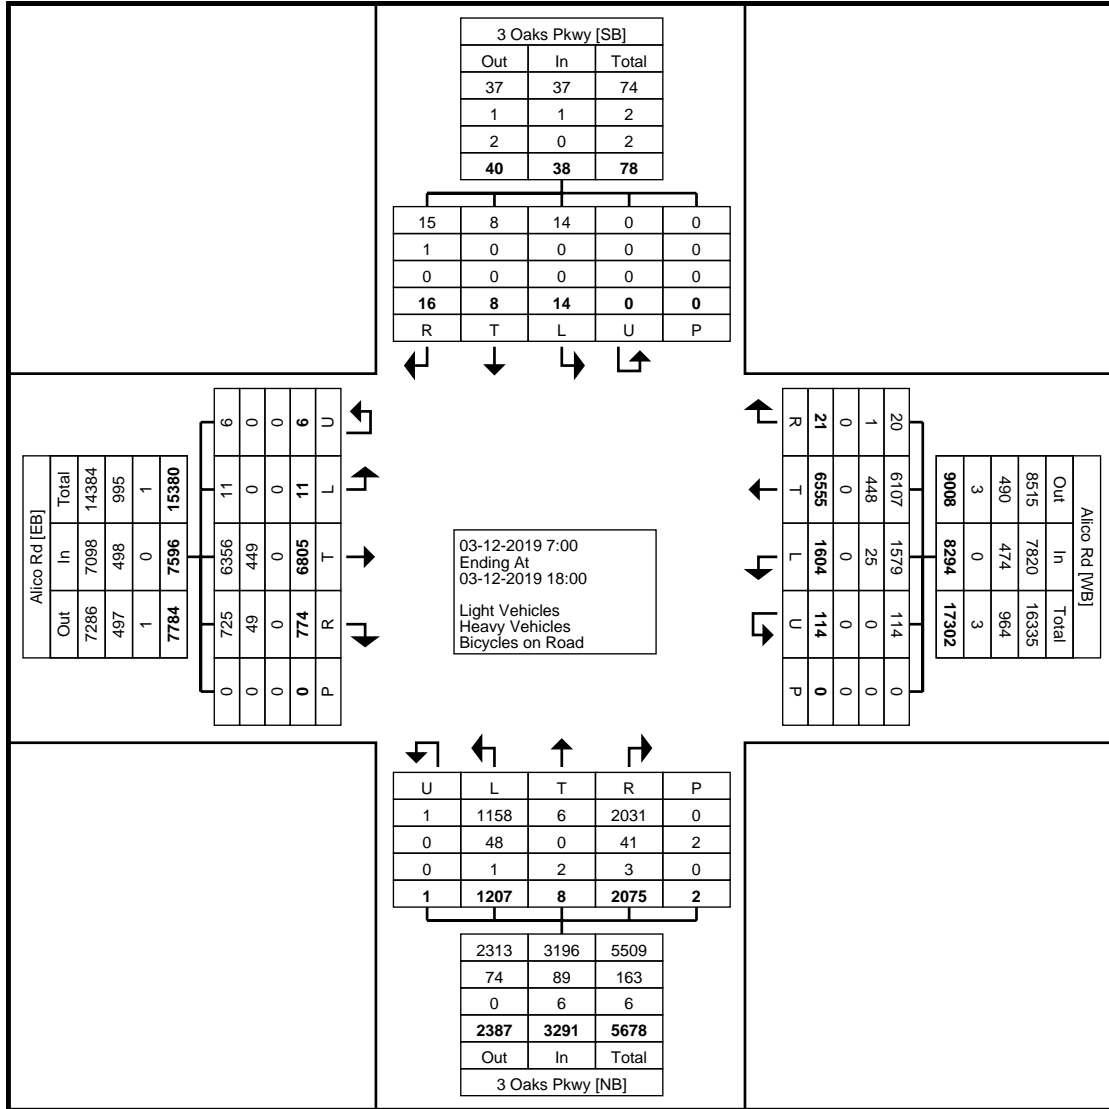 3 Oaks Pkwy [SB]
Out In Total
37 37 74
1 1 2
2 0 2
40 38 78
15 8 14 0 0
1 0 0 0 0
0 0 0 0 0
16 8 14 0 0
R T L U P
Alico Rd [EB]
Total In Out
14384 7098 7286
995 498 497
1 0 1
15380 7596 7784
6 11 6356 725 0
0 0 449 49 0
0 0 0 0 0
6 11 6805 774 0
U L T R P
03-12-2019 7:00
Ending At
03-12-2019 18:00
Light Vehicles
Heavy Vehicles
Bicycles on Road
Alico Rd [WB]
Out In Total
8515 7820 16335
490 474 964
3 0 3
9008 8294 17302
20 6107 1579 114 0
1 448 25 0 0
0 0 0 0 0
21 6555 1604 114 0
R T L U P
U L T R P
1 1158 6 2031 0
0 48 0 41 2
0 1 2 3 0
1 1207 8 2075 2
2313 3196 5509
74 89 163
0 6 6
2387 3291 5678
Out In Total
3 Oaks Pkwy [NB]